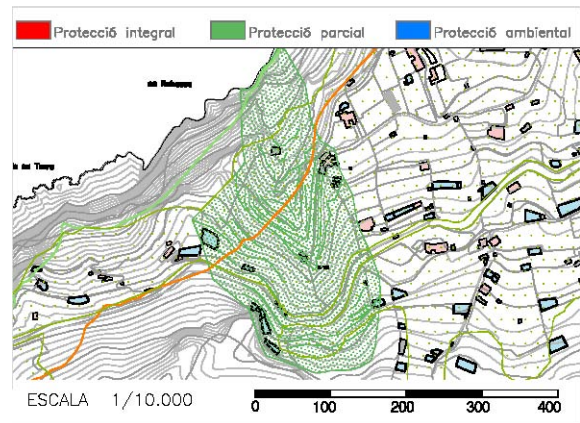 Protecció integral Protecció parcial Protecció ambiental
ESCALA 1/10.000
0 100 200 300 400